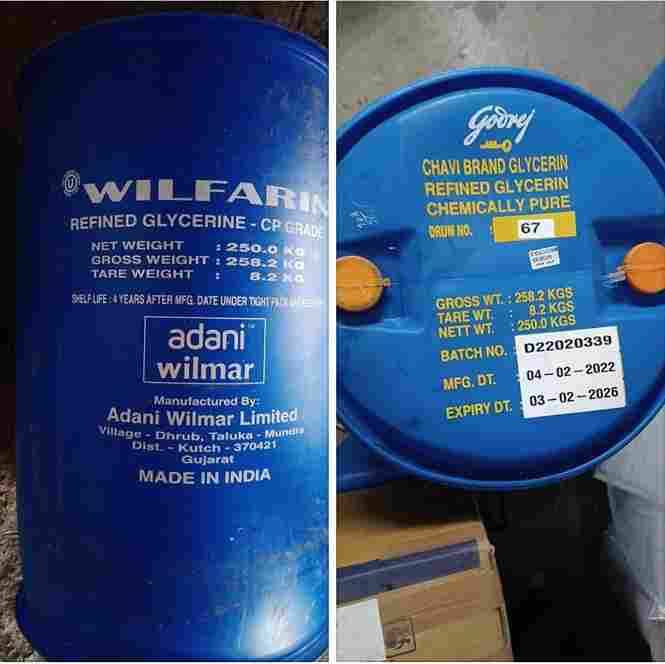 U
WILFARIN
REFINED GLYCERINE - CP GRADE
NET WEIGHT : 250.0 KG
GROSS WEIGHT : 258.2 KG
TARE WEIGHT : 8.2 KG
SHELF-LIFE : 4 YEARS AFTER MFG. DATE UNDER TIGHT PACK
adani
wilmar
Manufactured By:
Adani Wilmar Limited
Village - Dhrub, Taluka - Mundra
Dist. - Kutch - 370421
Gujarat
MADE IN INDIA
Godrej
CHAVI BRAND GLYCERIN
REFINED GLYCERIN
CHEMICALLY PURE
DRUM NO. : 67
GROSS WT. : 258.2 KGS
TARE WT. : 8.2 KGS
NETT WT. : 250.0 KGS
BATCH NO. : D22020339
MFG. DT. : 04-02-2022
EXPIRY DT. : 03-02-2026